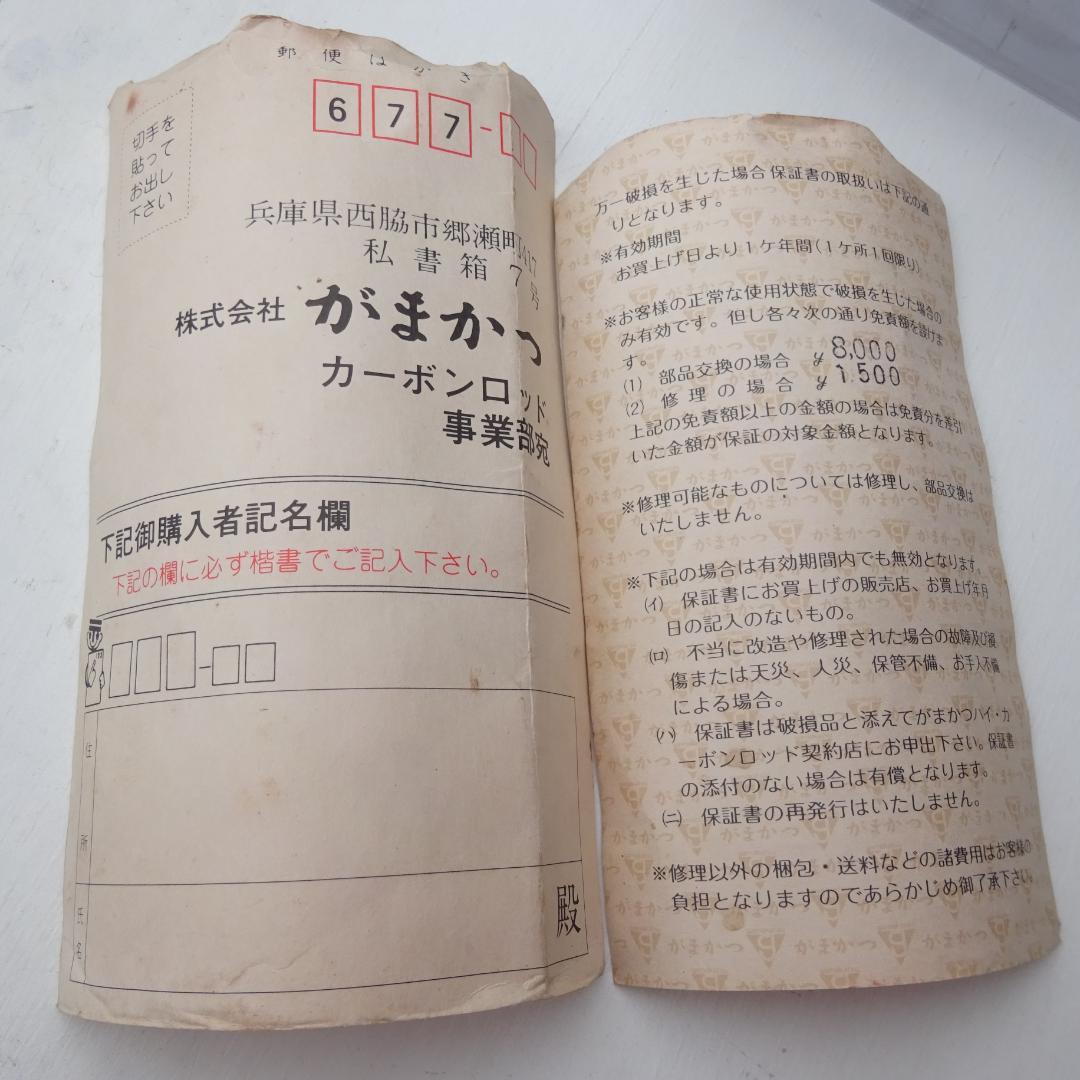 郵便はがき
切手を
貼って
お出し
下さい
677-
兵庫県西脇市郷瀬町417
私書箱7号
株式会社 がまかつ
カーボンロッド
事業部宛
下記御購入者記名欄
下記の欄に必ず楷書でご記入下さい。
住所
氏名
殿
万一破損を生じた場合保証書の取扱いは下記の通
りとなります。
※有効期間
お買上げ日より1ケ年間(1ケ所1回限り)
※お客様の正常な使用状態で破損を生じた場合の
み有効です。但し各々次の通り免責額を設けま
す。
(1) 部品交換の場合 ¥8,000
(2) 修理の場合 ¥1,500
上記の免責額以上の金額の場合は免責分を差引
いた金額が保証の対象金額となります。
※修理可能なものについては修理し、部品交換は
いたしません。
※下記の場合は有効期間内でも無効となります。
(イ) 保証書にお買上げの販売店、お買上げ年月
日の記入のないもの。
(ロ) 不当に改造や修理された場合の故障及び損
傷または天災、人災、保管不備、お手入不備
による場合。
(ハ) 保証書は破損品と添えてがまかつハイ・カ
ーボンロッド契約店にお申出下さい。保証書
の添付のない場合は有償となります。
(ニ) 保証書の再発行はいたしません。
※修理以外の梱包・送料などの諸費用はお客様の
負担となりますのであらかじめ御了承下さい。